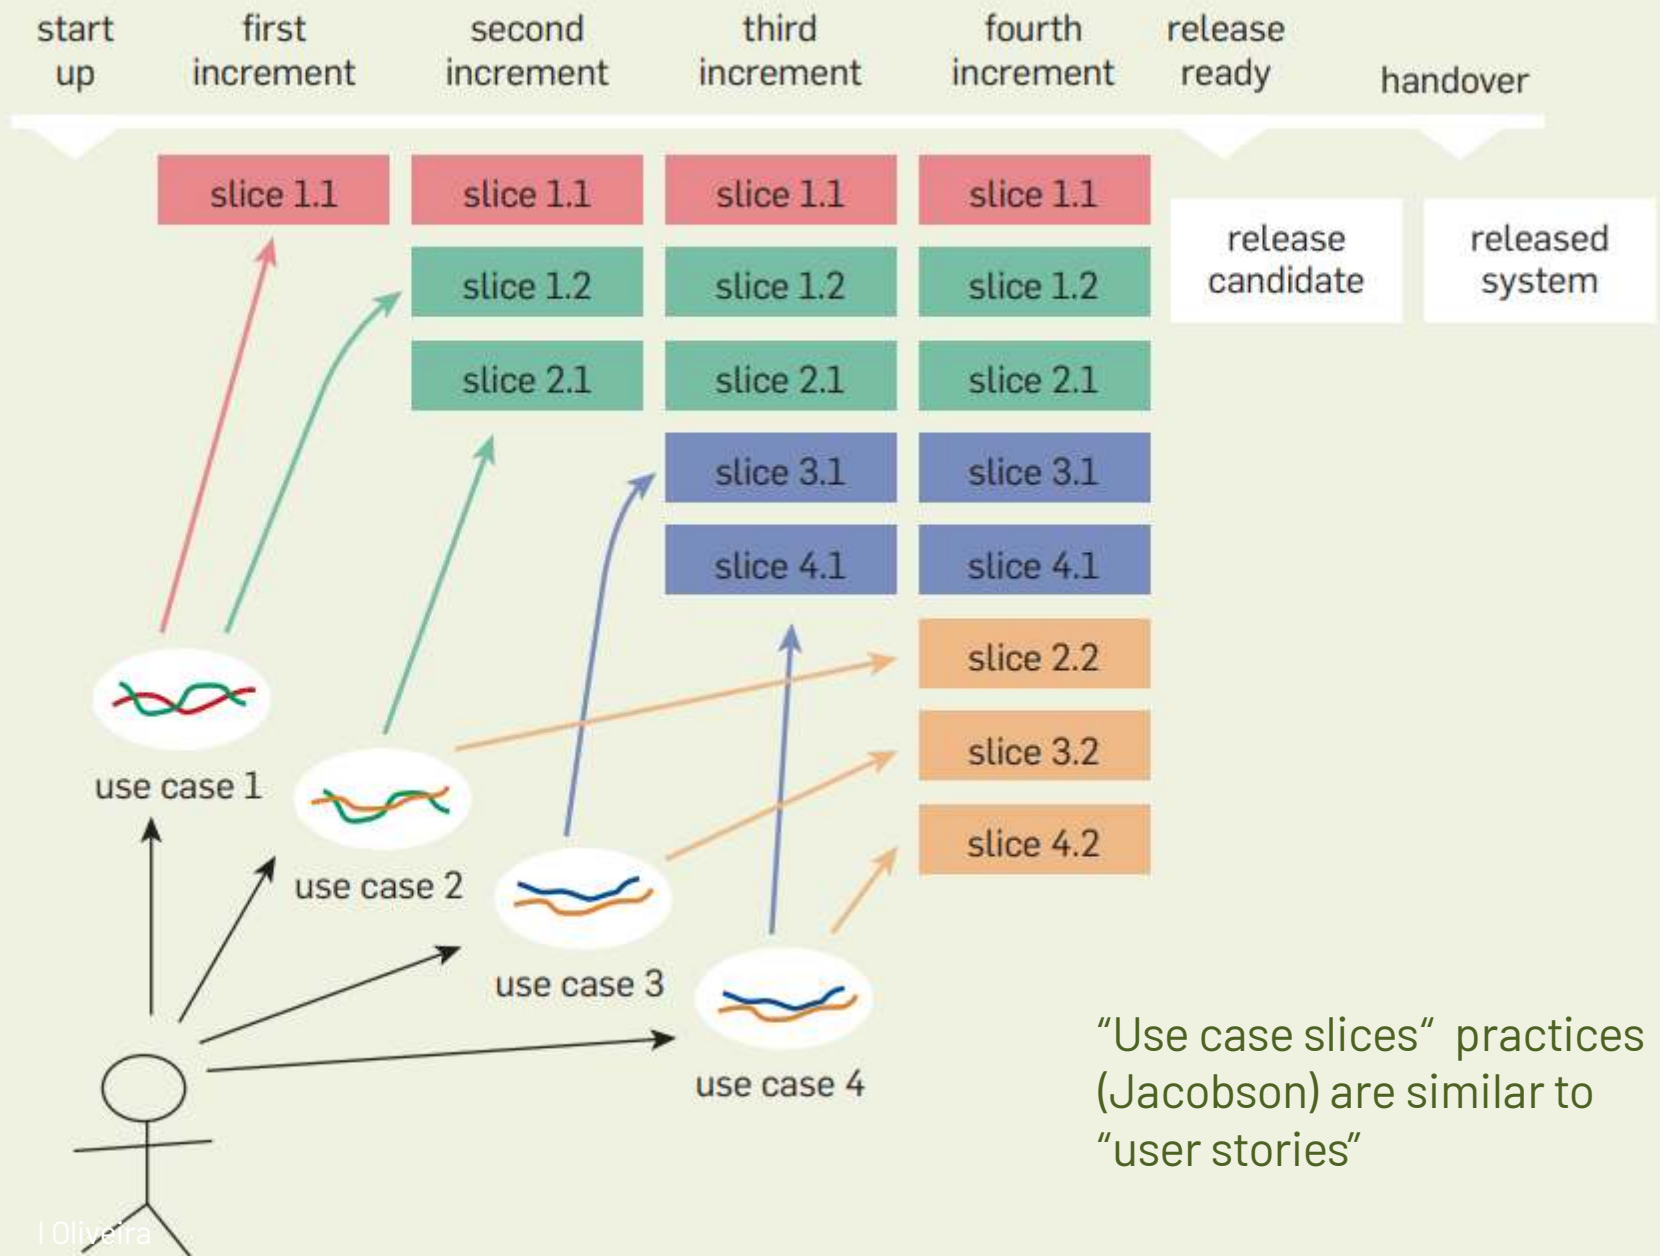 start
up
first
increment
second
increment
third
increment
fourth
increment
release
ready
handover
slice 1.1
slice 1.1
slice 1.1
slice 1.1
slice 1.2
slice 1.2
slice 1.2
slice 2.1
slice 2.1
slice 2.1
release
candidate
released
system
slice 3.1
slice 3.1
slice 4.1
slice 4.1
slice 2.2
slice 3.2
slice 4.2
use case 1
use case 2
use case 3
use case 4
“Use case slices“ practices
(Jacobson) are similar to
“user stories”
I Oliveira